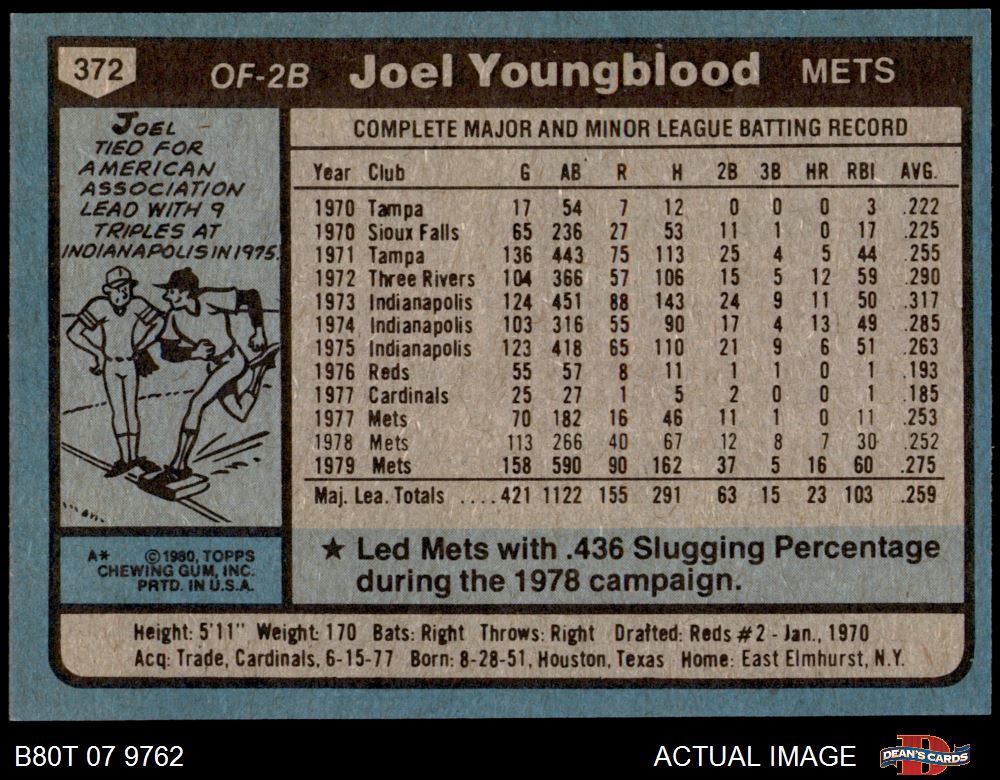 372 OF-2B Joel Youngblood METS
JOEL
TIED FOR
AMERICAN
ASSOCIATION
LEAD WITH 9
TRIPLES AT
INDIANAPOLIS IN 1975.
COMPLETE MAJOR AND MINOR LEAGUE BATTING RECORD
Year Club G AB R H 2B 3B HR RBI AVG.
1970 Tampa 17 54 7 12 0 0 0 3 .222
1970 Sioux Falls 65 236 27 53 11 1 0 17 .225
1971 Tampa 136 443 75 113 25 4 5 44 .255
1972 Three Rivers 104 366 57 106 15 5 12 59 .290
1973 Indianapolis 124 451 88 143 24 9 11 50 .317
1974 Indianapolis 103 316 55 90 17 4 13 49 .285
1975 Indianapolis 123 418 65 110 21 9 6 51 .263
1976 Reds 55 57 8 11 1 1 0 1 .193
1977 Cardinals 25 27 1 5 2 0 0 1 .185
1977 Mets 70 182 16 46 11 1 0 11 .253
1978 Mets 113 266 40 67 12 8 7 30 .252
1979 Mets 158 590 90 162 37 5 16 60 .275
Maj. Lea. Totals ....421 1122 155 291 63 15 23 103 .259
A* ©1980, TOPPS
CHEWING GUM, INC.
PRTD. IN U.S.A.
★ Led Mets with .436 Slugging Percentage
during the 1978 campaign.
Height: 5'11" Weight: 170 Bats: Right Throws: Right Drafted: Reds #2 - Jan., 1970
Acq: Trade, Cardinals, 6-15-77 Born: 8-28-51, Houston, Texas Home: East Elmhurst, N.Y.
B80T 07 9762 ACTUAL IMAGE DEAN'S CARDS